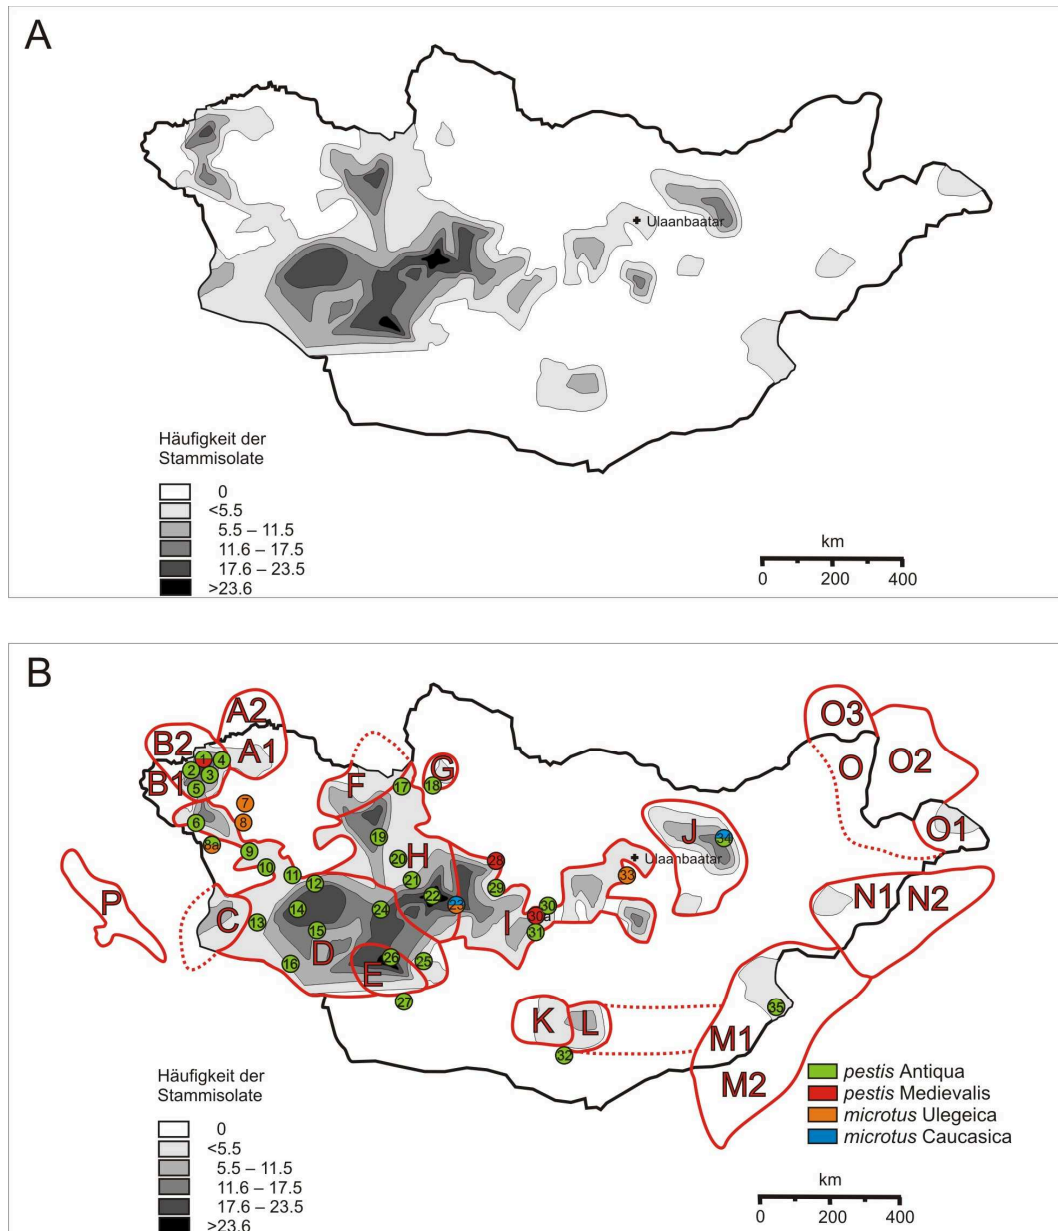 A
Ulaanbaatar
Häufigkeit der
Stammisolate
0
<5.5
5.5 – 11.5
11.6 – 17.5
17.6 – 23.5
>23.6
km
0 200 400
B
A2
O3
B2
A1
O
O2
1
4
2
3
B1
5
F
17
G
18
7
6
8
O1
19
J
34
8a
9
20
H
28
Ulaanbaatar
10
11
12
21
29
33
P
22
23
N1
N2
C
13
14
24
30
30a
I
31
15
D
16
E
26
25
27
K
L
35
M1
32
M2
pestis Antiqua
pestis Medievalis
microtus Ulegeica
microtus Caucasica
Häufigkeit der
Stammisolate
0
<5.5
5.5 – 11.5
11.6 – 17.5
17.6 – 23.5
>23.6
km
0 200 400